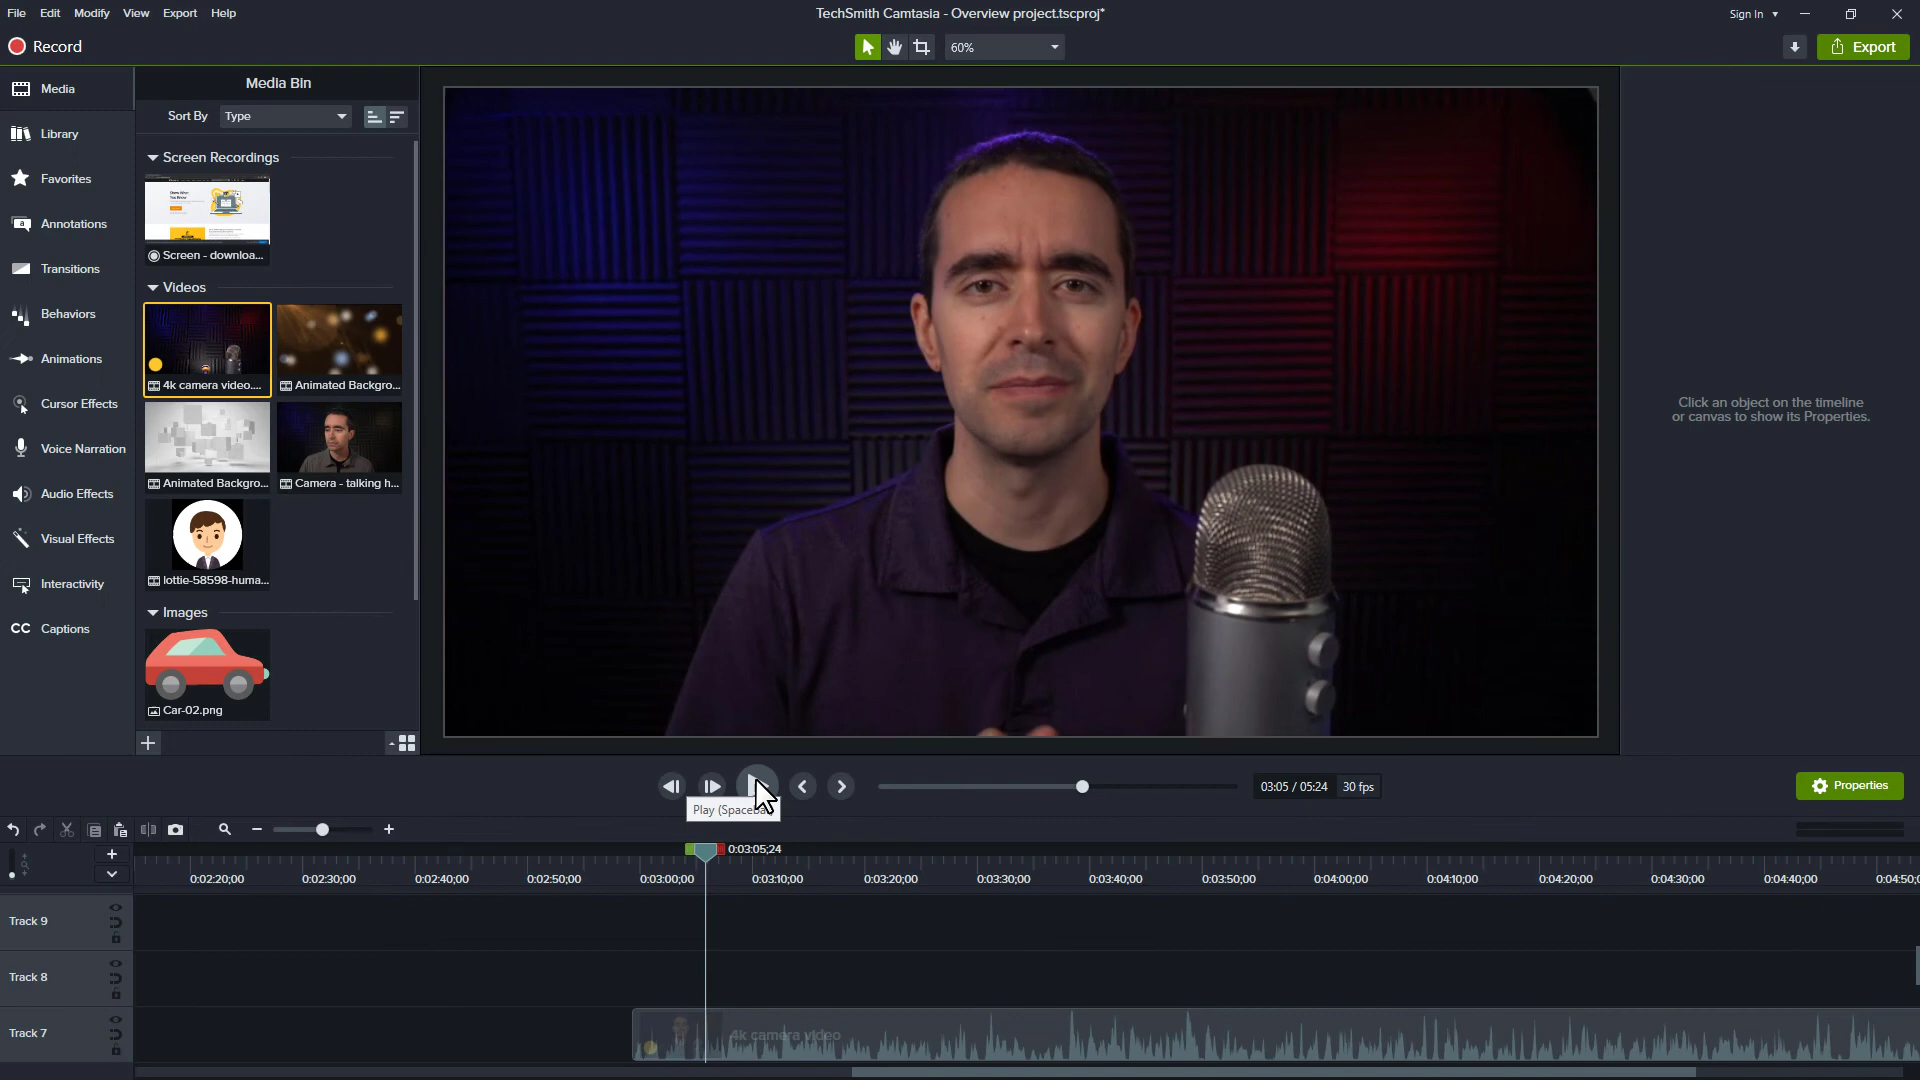 File Edit Modify View Export Help
TechSmith Camtasia - Overview project.tscproj*
Sign In
Record
60%
Export
Media
Library
Favorites
Annotations
Transitions
Behaviors
Animations
Cursor Effects
Voice Narration
Audio Effects
Visual Effects
Interactivity
CC Captions
Media Bin
Sort By Type
Screen Recordings
Screen - downloa...
Videos
4k camera video....
Animated Backgro...
Animated Backgro...
Camera - talking h...
lottie-58598-huma...
Images
Car-02.png
Click an object on the timeline
or canvas to show its Properties.
Play
03:05 / 05:24 30 fps
Properties
0:03:05;24
0:02:20;00 0:02:30;00 0:02:40;00 0:02:50;00 0:03:00;00 0:03:10;00 0:03:20;00 0:03:30;00 0:03:40;00 0:03:50;00 0:04:00;00 0:04:10;00 0:04:20;00 0:04:30;00 0:04:40;00
Track 9
Track 8
Track 7
4k camera video